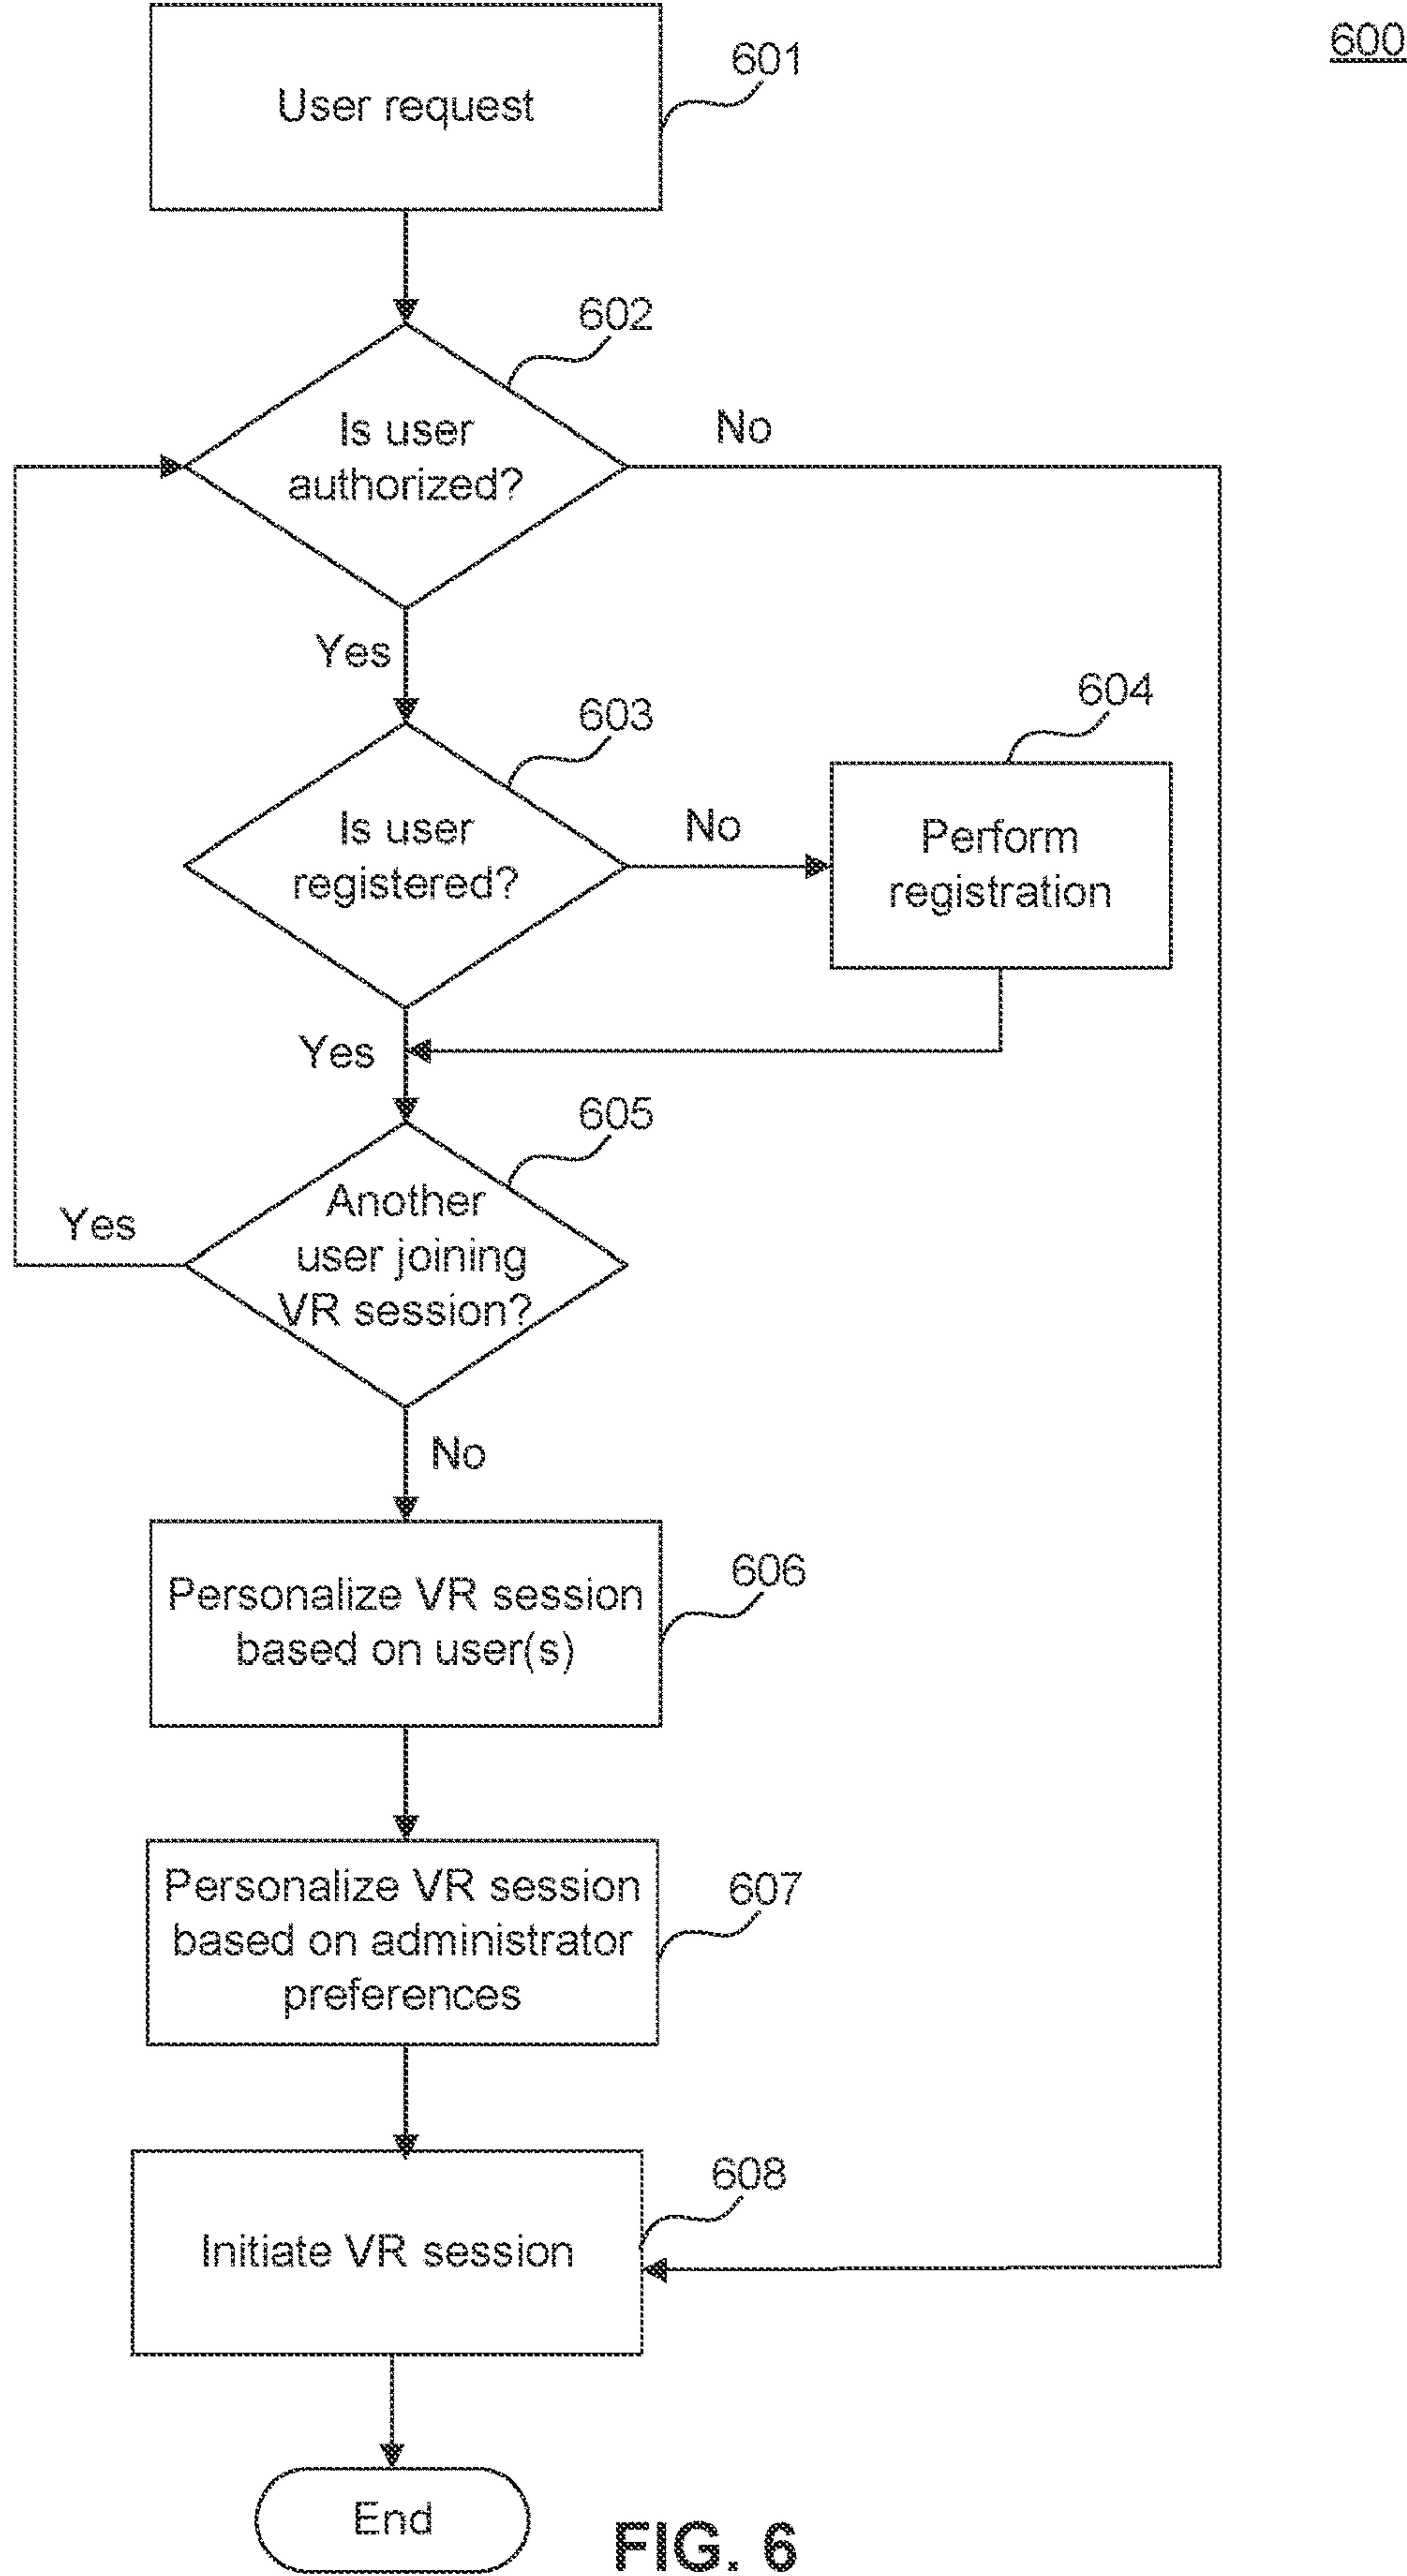 600
601
User request
602
Is user
authorized?
No
Yes
603
604
Is user
registered?
No
Perform
registration
Yes
605
Another
user joining
VR session?
Yes
No
606
Personalize VR session
based on user(s)
607
Personalize VR session
based on administrator
preferences
608
Initiate VR session
End
FIG. 6